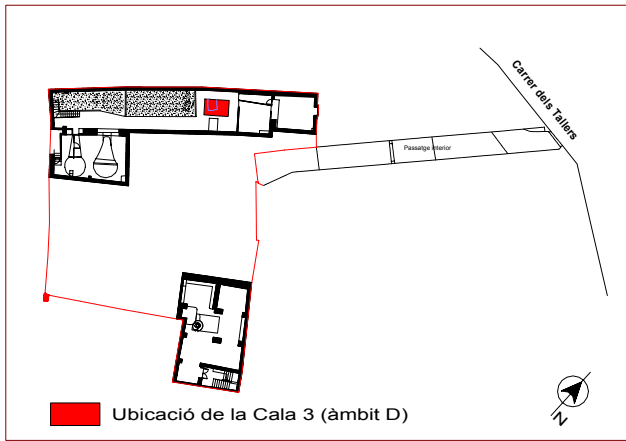 Carrer dels Tallers
Passatge interior
Ubicació de la Cala 3 (àmbit D)
N